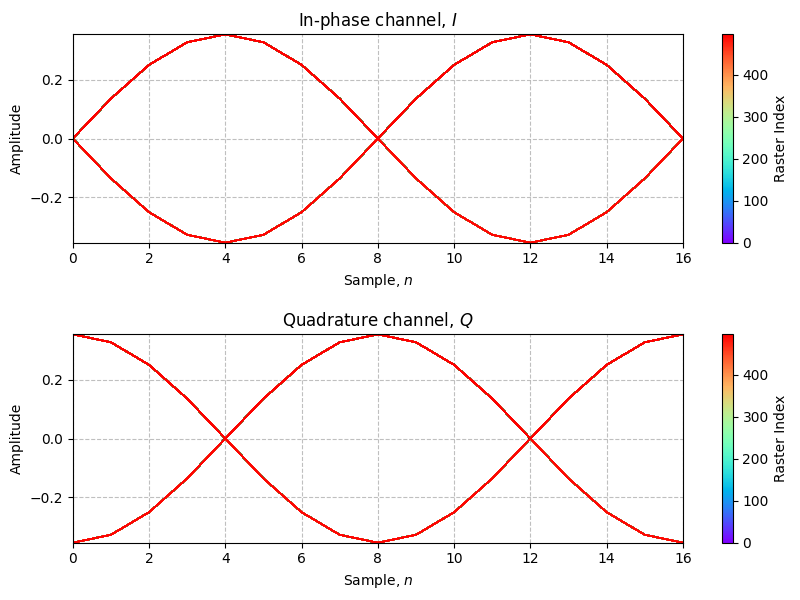 In-phase channel, I
Amplitude
0.2
0.0
−0.2
0 2 4 6 8 10 12 14 16
Sample, n
400
300
200
100
0
Raster Index
Quadrature channel, Q
Amplitude
0.2
0.0
−0.2
0 2 4 6 8 10 12 14 16
Sample, n
400
300
200
100
0
Raster Index